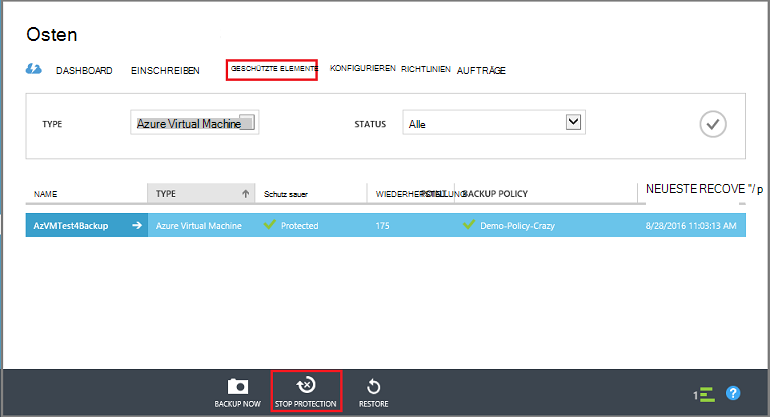 Osten
DASHBOARD EINSCHREIBEN GESCHÜTZTE ELEMENTE KONFIGURIEREN RICHTLINIEN AUFTRÄGE
TYPE Azure Virtual Machine STATUS Alle
NAME TYPE Schutz sauer WIEDERHERSTELLUNG BACKUP POLICY NEUESTE RECOVE "/ p
AzVMTest4Backup Azure Virtual Machine Protected 175 Demo-Policy-Crazy 8/28/2016 11:03:13 AM
BACKUP NOW STOP PROTECTION RESTORE 1 ?